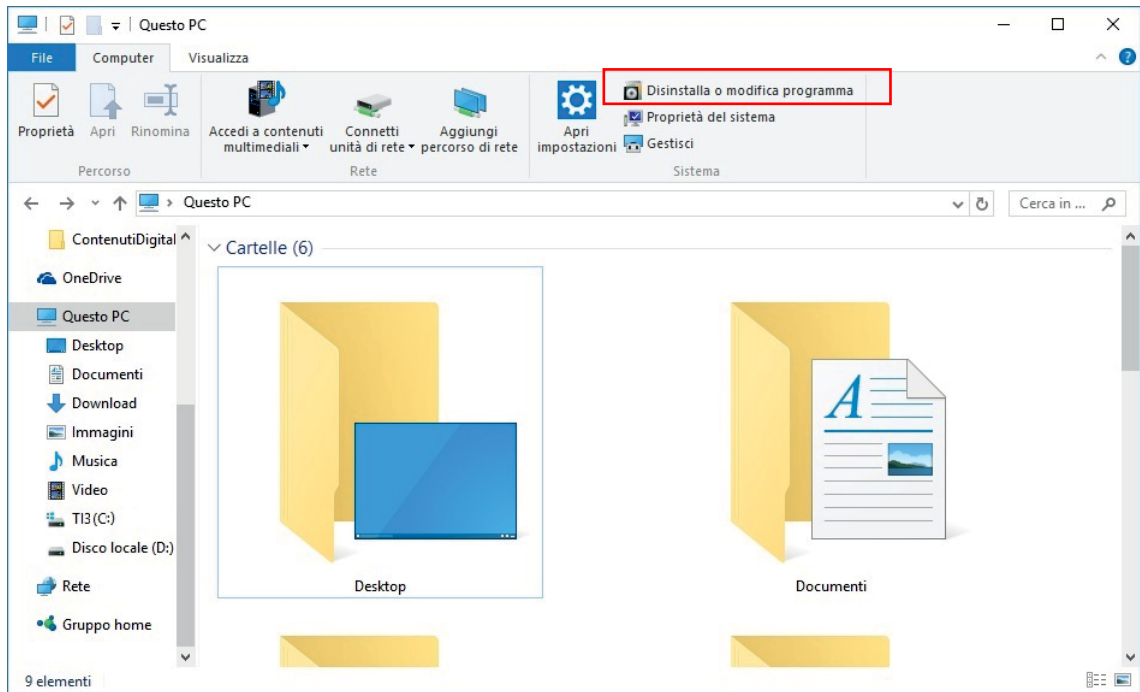 Questo PC
File Computer Visualizza
Proprietà Apri Rinomina
Accedi a contenuti multimediali
Connetti unità di rete
Aggiungi percorso di rete
Apri impostazioni
Disinstalla o modifica programma
Proprietà del sistema
Gestisci
Percorso Rete Sistema
Questo PC
Cerca in ...
ContenutiDigital
OneDrive
Questo PC
Desktop
Documenti
Download
Immagini
Musica
Video
TI3 (C:)
Disco locale (D:)
Rete
Gruppo home
Cartelle (6)
Desktop
Documenti
9 elementi